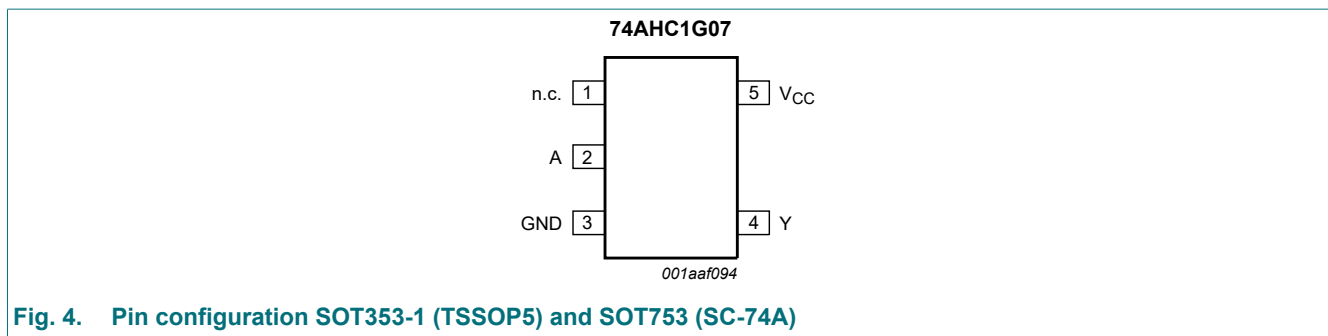 74AHC1G07
n.c. 1
5 VCC
A 2
GND 3
4 Y
001aaf094
Fig. 4. Pin configuration SOT353-1 (TSSOP5) and SOT753 (SC-74A)